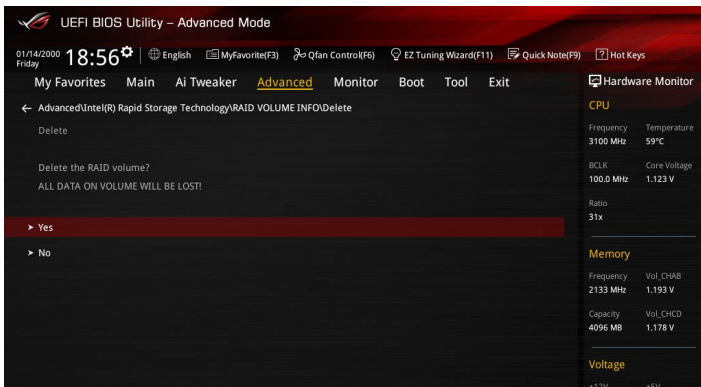 UEFI BIOS Utility – Advanced Mode
01/14/2000 Friday 18:56 English MyFavorite(F3) Qfan Control(F6) EZ Tuning Wizard(F11) Quick Note(F9) ? Hot Keys
My Favorites Main Ai Tweaker Advanced Monitor Boot Tool Exit
Hardware Monitor
← Advanced\Intel(R) Rapid Storage Technology\RAID VOLUME INFO\Delete
Delete
Delete the RAID volume?
ALL DATA ON VOLUME WILL BE LOST!
> Yes
> No
CPU
Frequency Temperature
3100 MHz 59°C
BCLK Core Voltage
100.0 MHz 1.123 V
Ratio
31x
Memory
Frequency Vol_CHAB
2133 MHz 1.193 V
Capacity Vol_CHCD
4096 MB 1.178 V
Voltage
+12V +5V